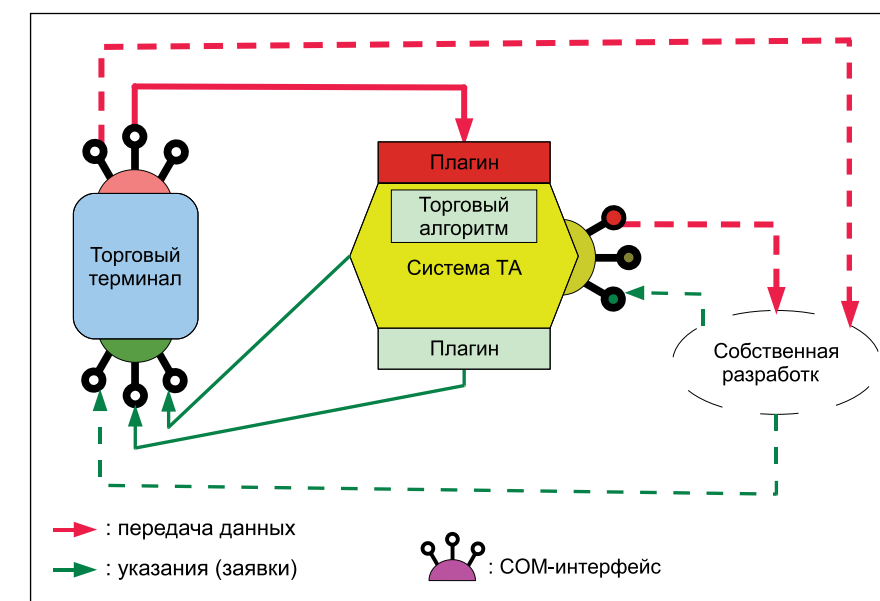 Плагин
Торговый
алгоритм
Система ТА
Торговый
терминал
Плагин
Собственная
разработк
: передача данных
: указания (заявки)
: COM-интерфейс